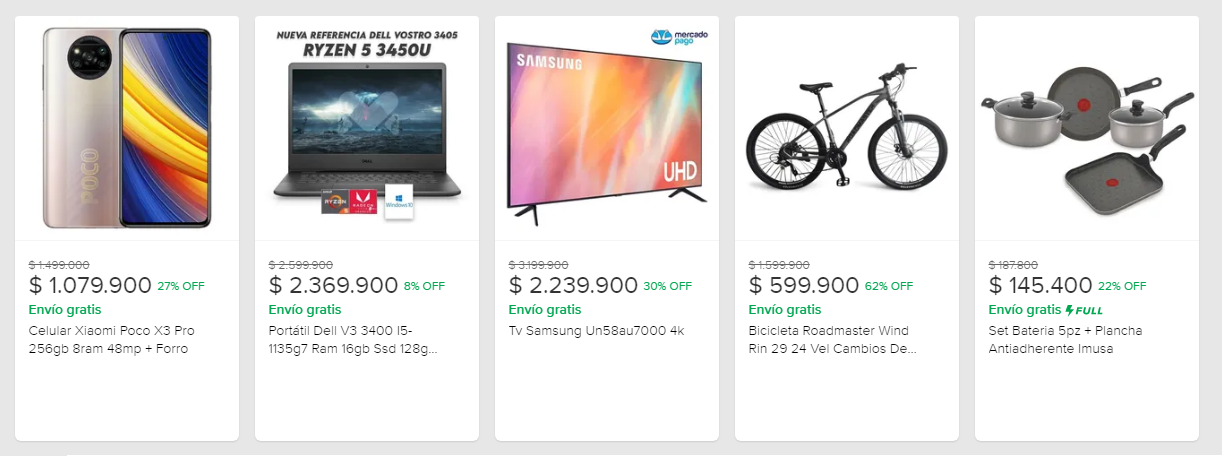 POCO
$ 1.499.000
$ 1.079.900 27% OFF
Envío gratis
Celular Xiaomi Poco X3 Pro
256gb 8ram 48mp + Forro
NUEVA REFERENCIA DELL VOSTRO 3405
RYZEN 5 3450U
DELL
RYZEN
RADEON
Windows 10
$ 2.599.900
$ 2.369.900 8% OFF
Envío gratis
Portátil Dell V3 3400 I5-
1135g7 Ram 16gb Ssd 128g...
mercado
pago
SAMSUNG
UHD
$ 3.199.900
$ 2.239.900 30% OFF
Envío gratis
Tv Samsung Un58au7000 4k
$ 1.599.900
$ 599.900 62% OFF
Envío gratis
Bicicleta Roadmaster Wind
Rin 29 24 Vel Cambios De...
$ 187.800
$ 145.400 22% OFF
Envío gratis FULL
Set Bateria 5pz + Plancha
Antiadherente Imusa